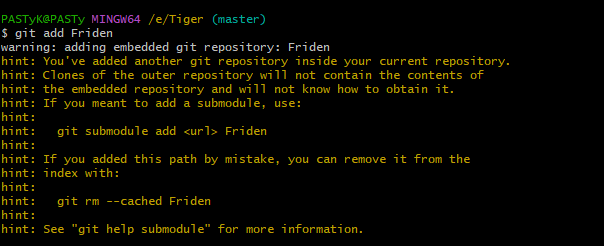 PASTyK@PASTy MINGW64 /e/Tiger (master)
$ git add Friden
warning: adding embedded git repository: Friden
hint: You've added another git repository inside your current repository.
hint: Clones of the outer repository will not contain the contents of
hint: the embedded repository and will not know how to obtain it.
hint: If you meant to add a submodule, use:
hint:
hint:   git submodule add <url> Friden
hint:
hint: If you added this path by mistake, you can remove it from the
hint: index with:
hint:
hint:   git rm --cached Friden
hint:
hint: See "git help submodule" for more information.